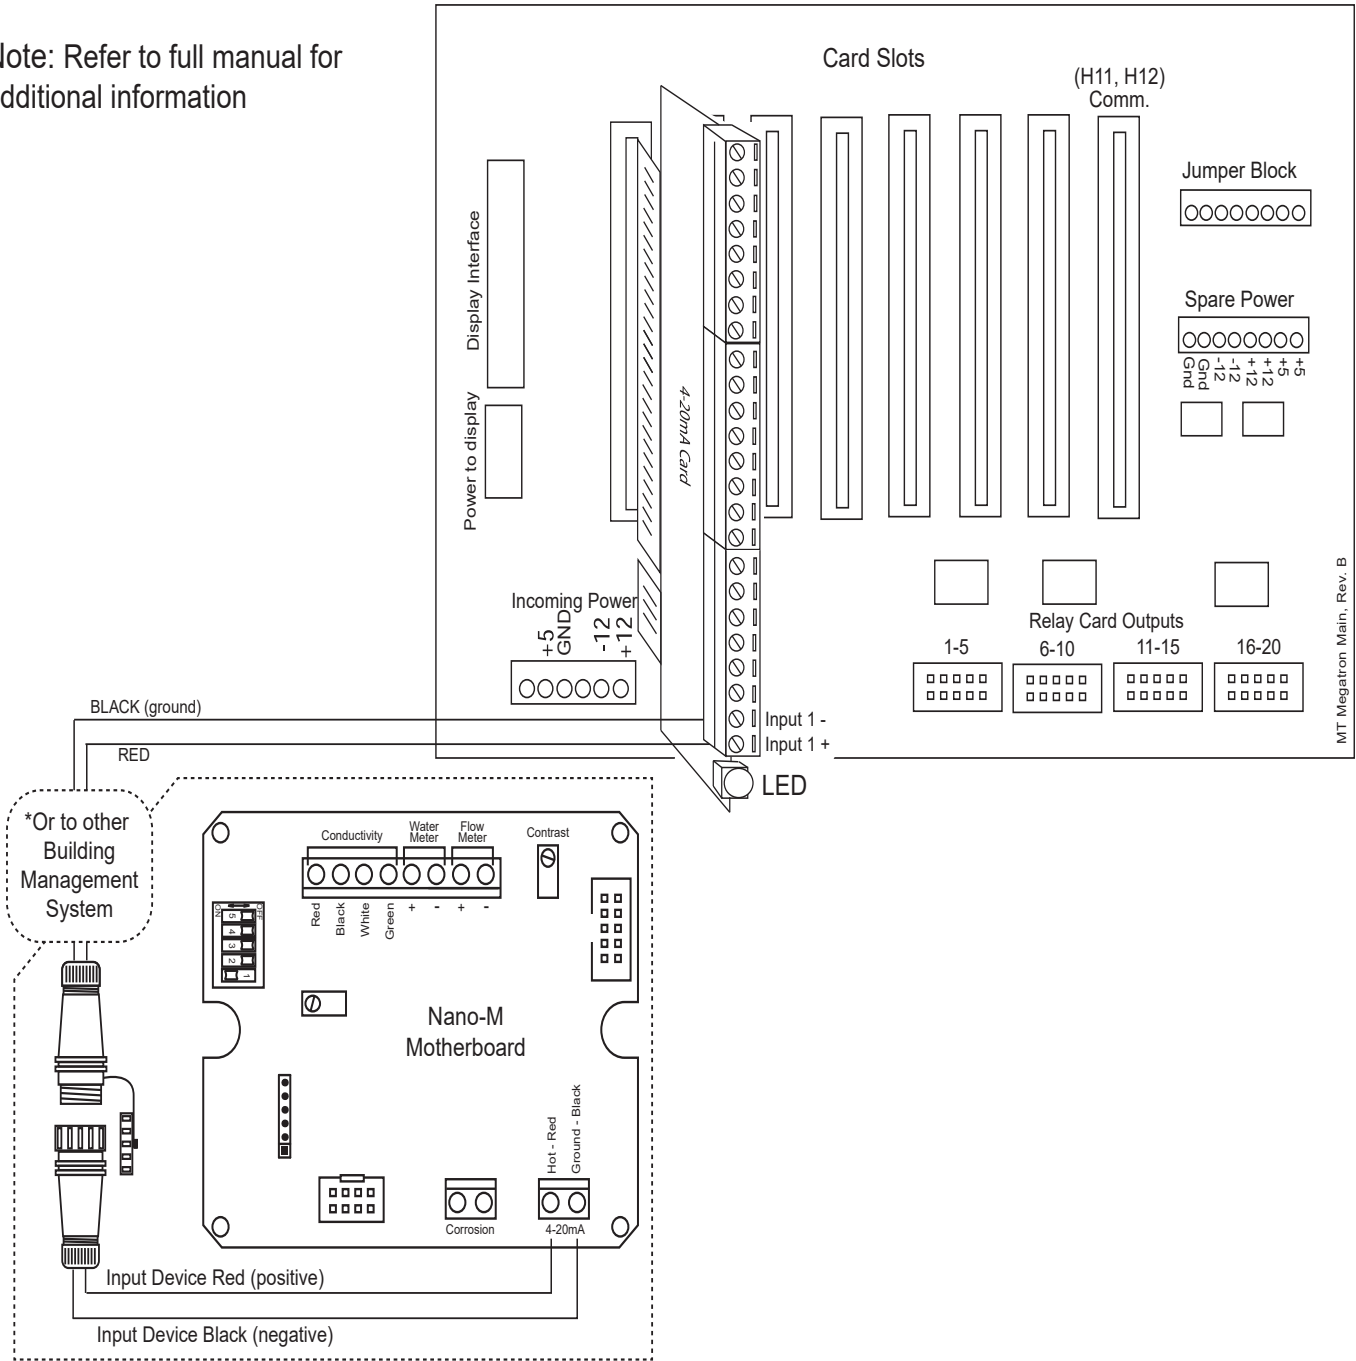 Note: Refer to full manual for
additional information
Card Slots
(H11, H12)
Comm.
Jumper Block
Display Interface
Spare Power
Gnd
Gnd
-12
-12
+12
+12
+5
+5
Power to display
4-20mA Card
Incoming Power
+5
GND
-12
+12
Relay Card Outputs
1-5
6-10
11-15
16-20
MT Megatron Main, Rev. B
BLACK (ground)
RED
Input 1 -
Input 1 +
LED
*Or to other
Building
Management
System
Conductivity
Water
Meter
Flow
Meter
Contrast
Red
Black
White
Green
+
-
+
-
ON
OFF
5
4
3
2
1
Nano-M
Motherboard
Hot - Red
Ground - Black
Corrosion
4-20mA
Input Device Red (positive)
Input Device Black (negative)